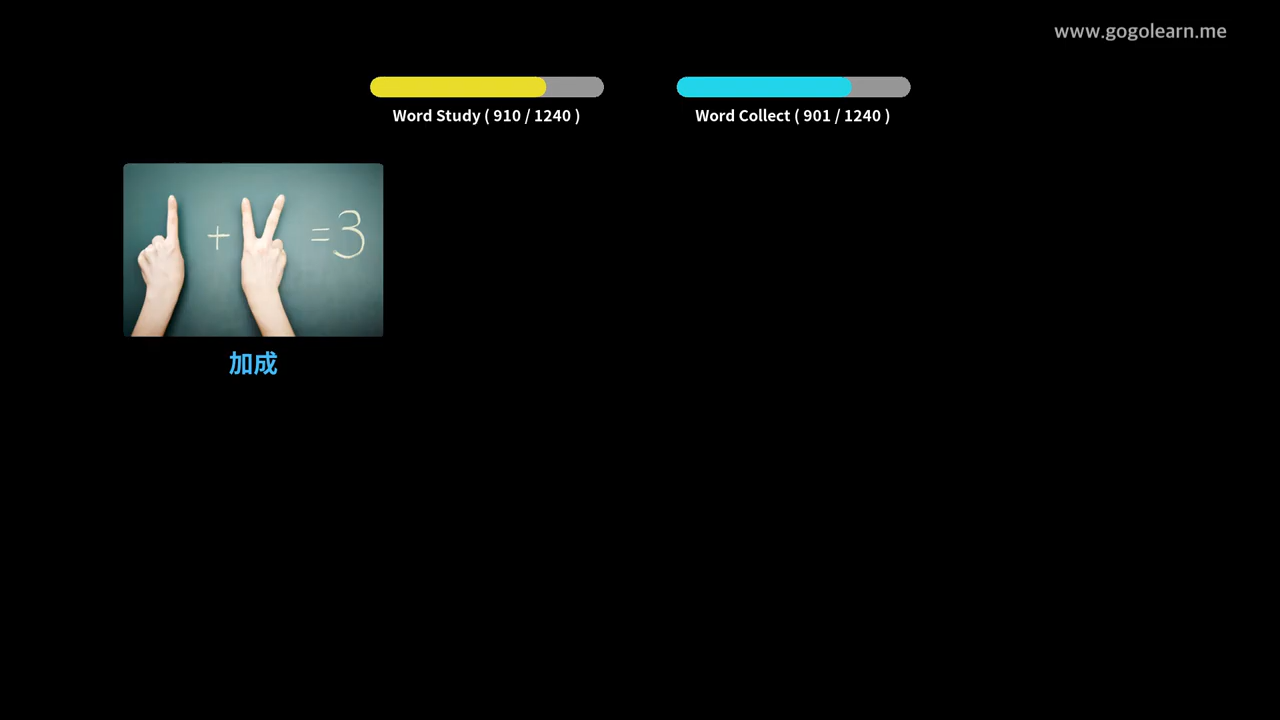 www.gogolearn.me
Word Study ( 910 / 1240 )
Word Collect ( 901 / 1240 )
+ =3
加成